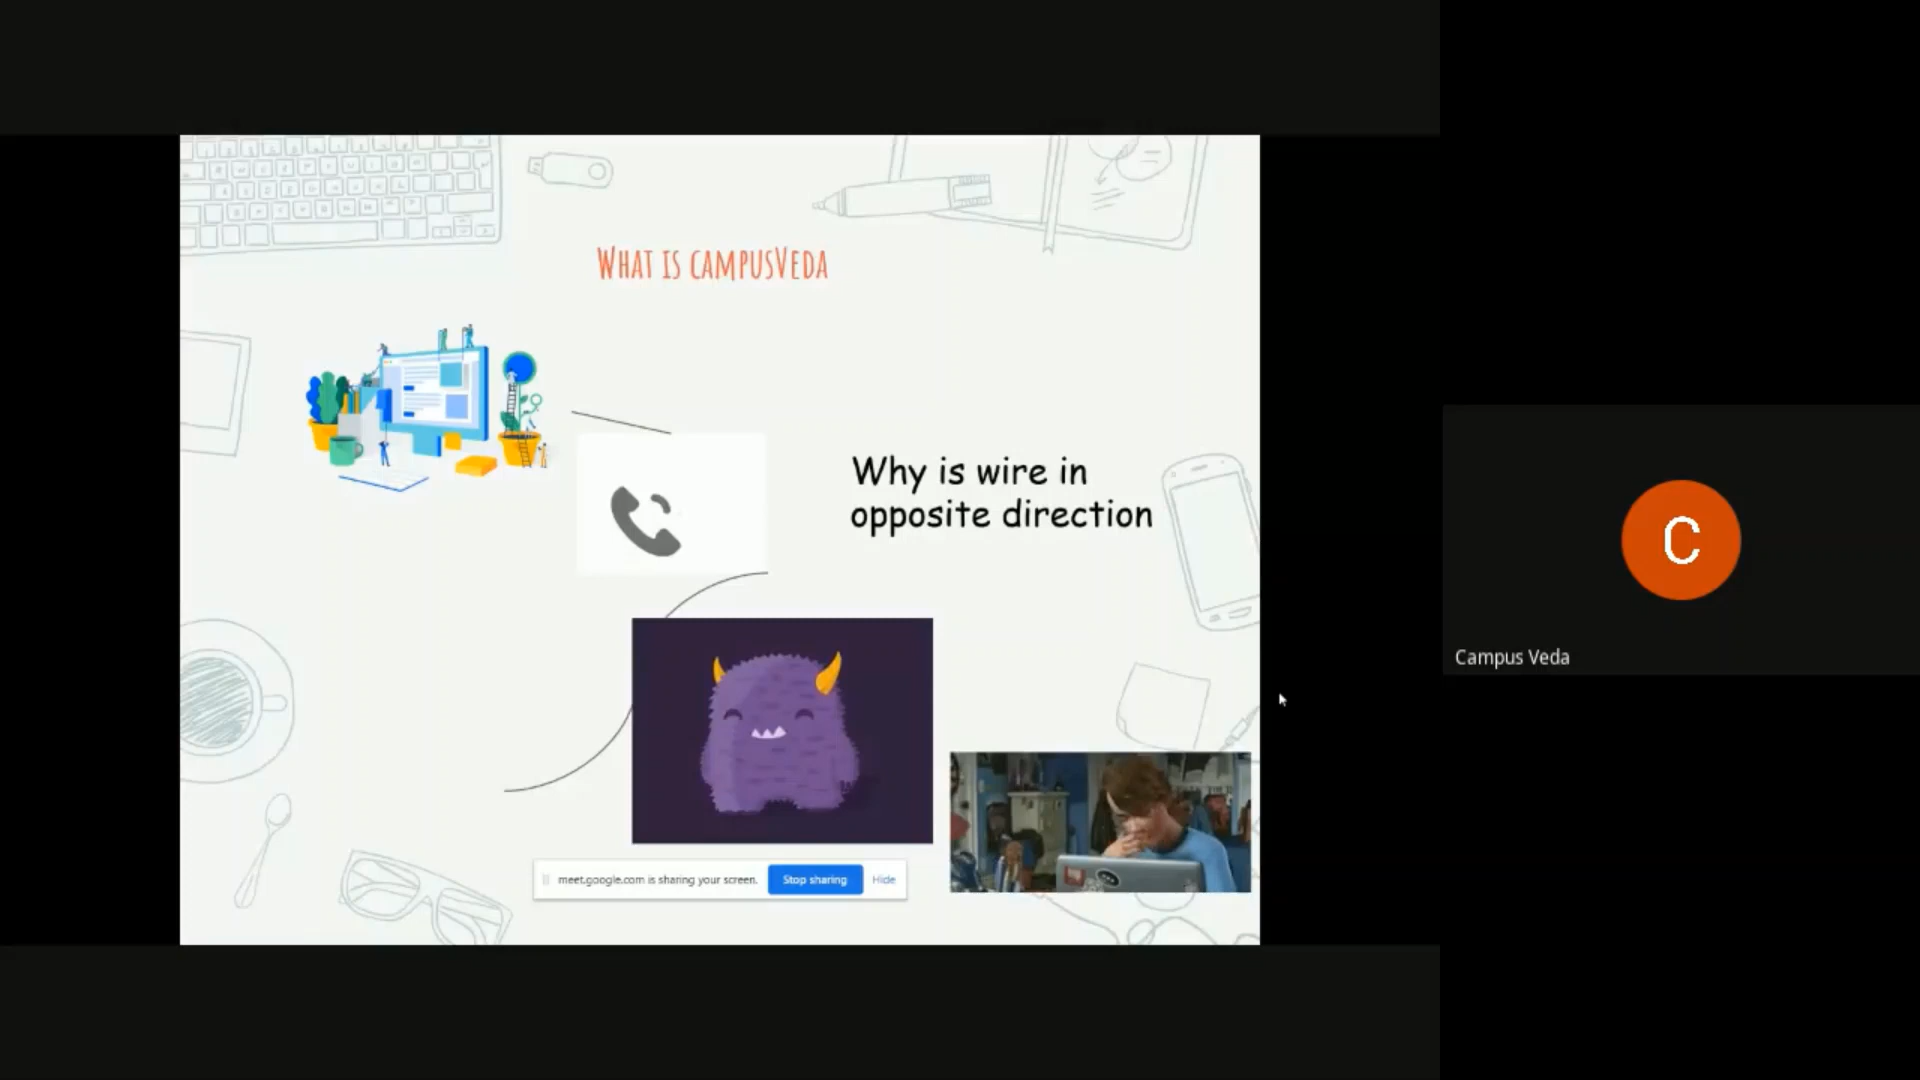 What is campusVeda
Why is wire in
opposite direction
C
Campus Veda
meet.google.com is sharing your screen.
Stop sharing
Hide